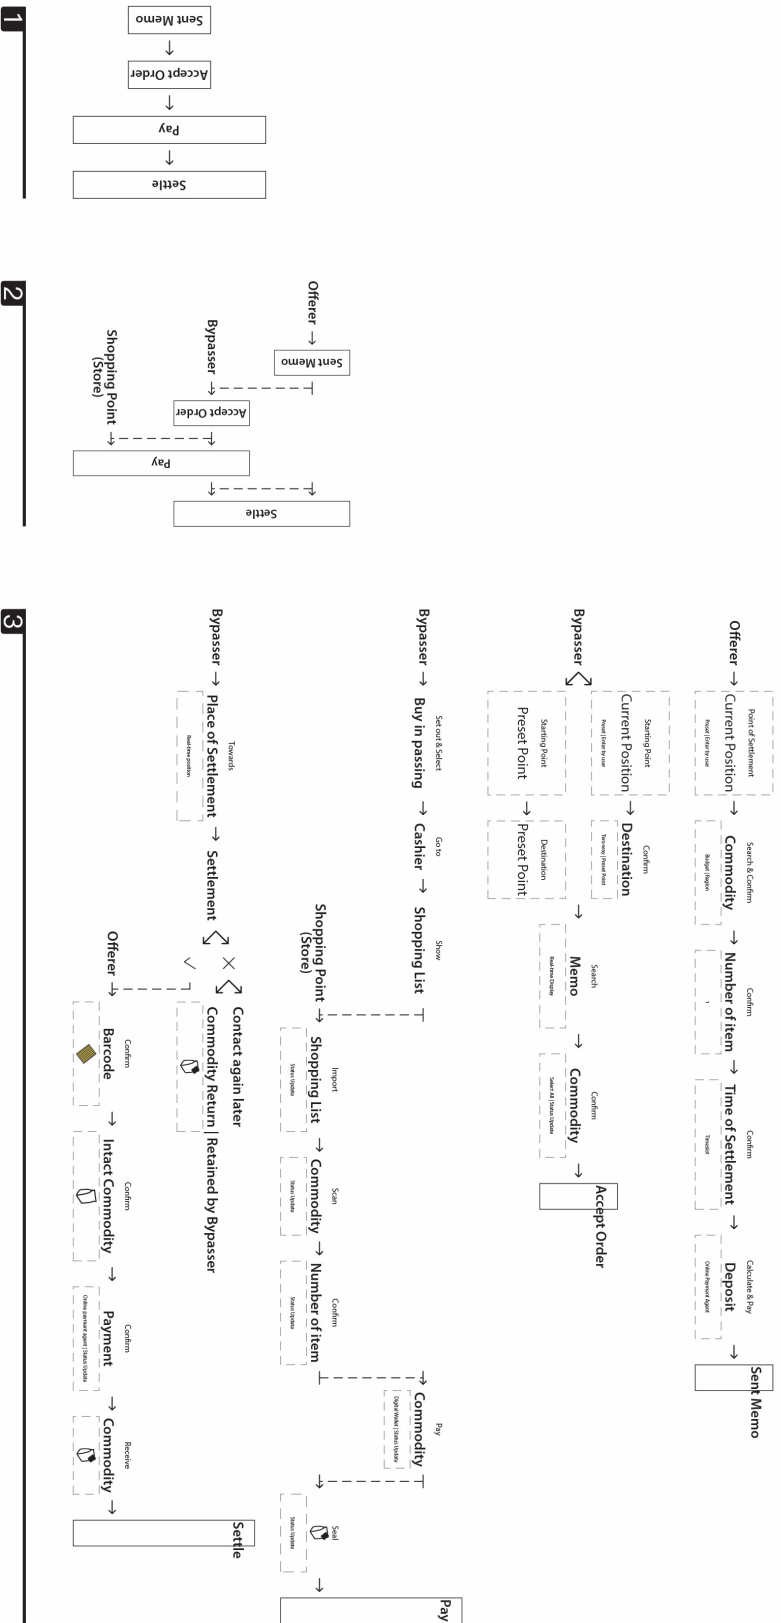 1
Sent Memo
Accept Order
Pay
Settle
2
Offerer
Sent Memo
Bypasser
Accept Order
Shopping Point
(Store)
Pay
Settle
3
Offerer
Point of Settlement
Current Position
Preset | Enter by user
Search & Confirm
Commodity
Budget | Region
Confirm
Number of item
1
Confirm
Time of Settlement
Timeslot
Calculate & Pay
Deposit
Online Payment Agent
Sent Memo
Bypasser
Starting Point
Current Position
Preset | Enter by user
Confirm
Destination
Two-way | Preset Point
Starting Point
Preset Point
Destination
Preset Point
Search
Memo
Real-time Display
Confirm
Commodity
Select All | Status Update
Accept Order
Bypasser
Set out & Select
Buy in passing
Go to
Cashier
Show
Shopping List
Shopping Point
(Store)
Import
Shopping List
Status Update
Scan
Commodity
Status Update
Confirm
Number of item
Status Update
Pay
Commodity
Digital Wallet | Status Update
Seal
Status Update
Pay
Bypasser
Towards
Place of Settlement
Real-time position
Settlement
Contact again later
Commodity Return | Retained by Bypasser
Offerer
Confirm
Barcode
Confirm
Intact Commodity
Confirm
Payment
Online payment agent | Status Update
Receive
Commodity
Settle